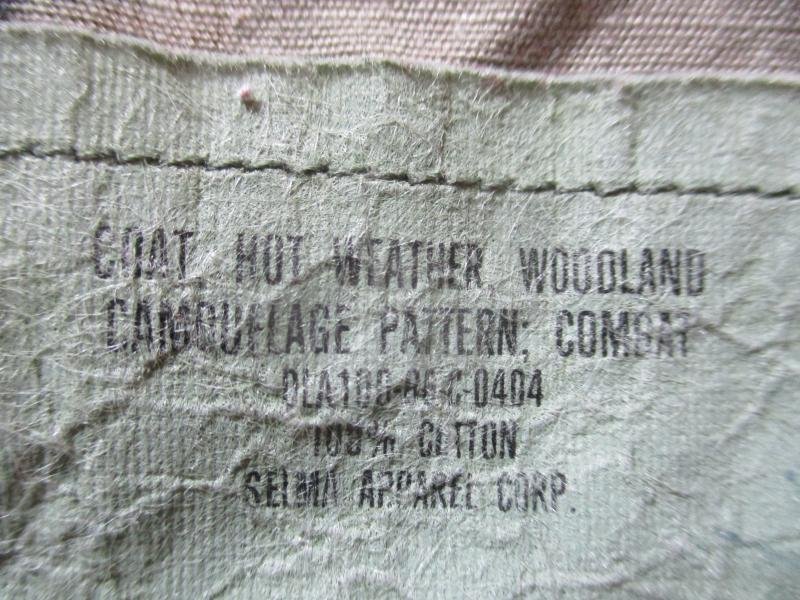 COAT, HOT WEATHER, WOODLAND
CAMOUFLAGE PATTERN; COMBAT
DLA100-86-C-0404
100% COTTON
SELMA APPAREL CORP.